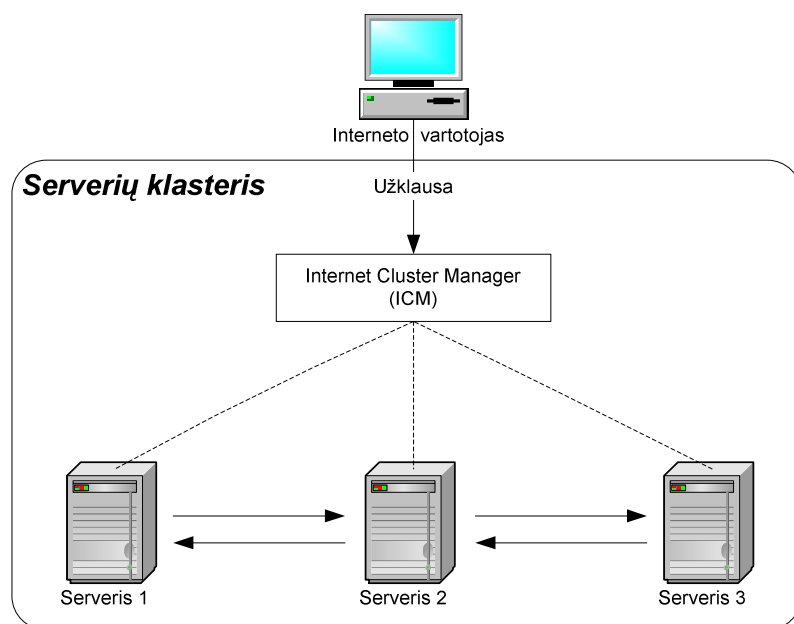 Interneto vartotojas
Serverių klasteris
Užklausa
Internet Cluster Manager
(ICM)
Serveris 1
Serveris 2
Serveris 3